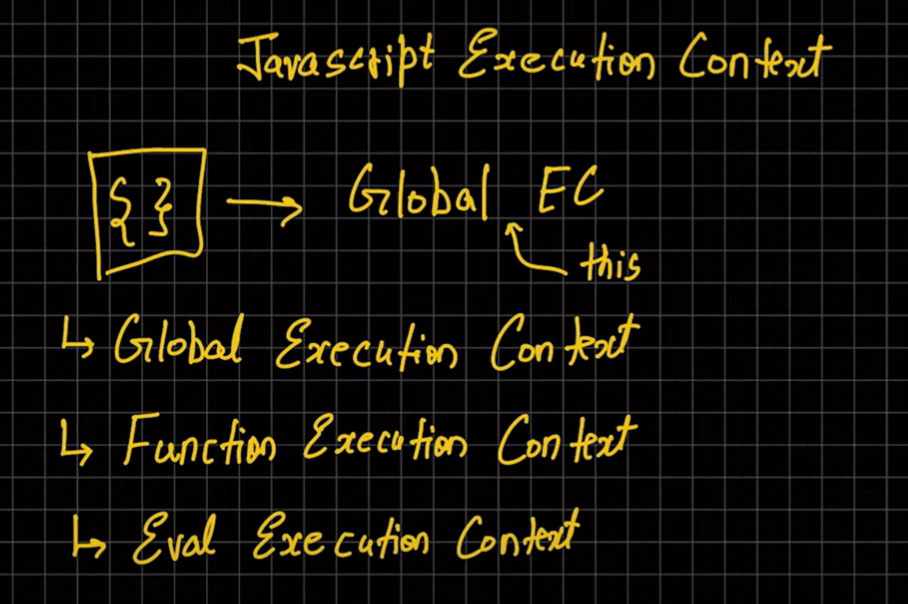 Javascript Execution Context
{ } → Global EC
this
↳ Global Execution Context
↳ Function Execution Context
↳ Eval Execution Context